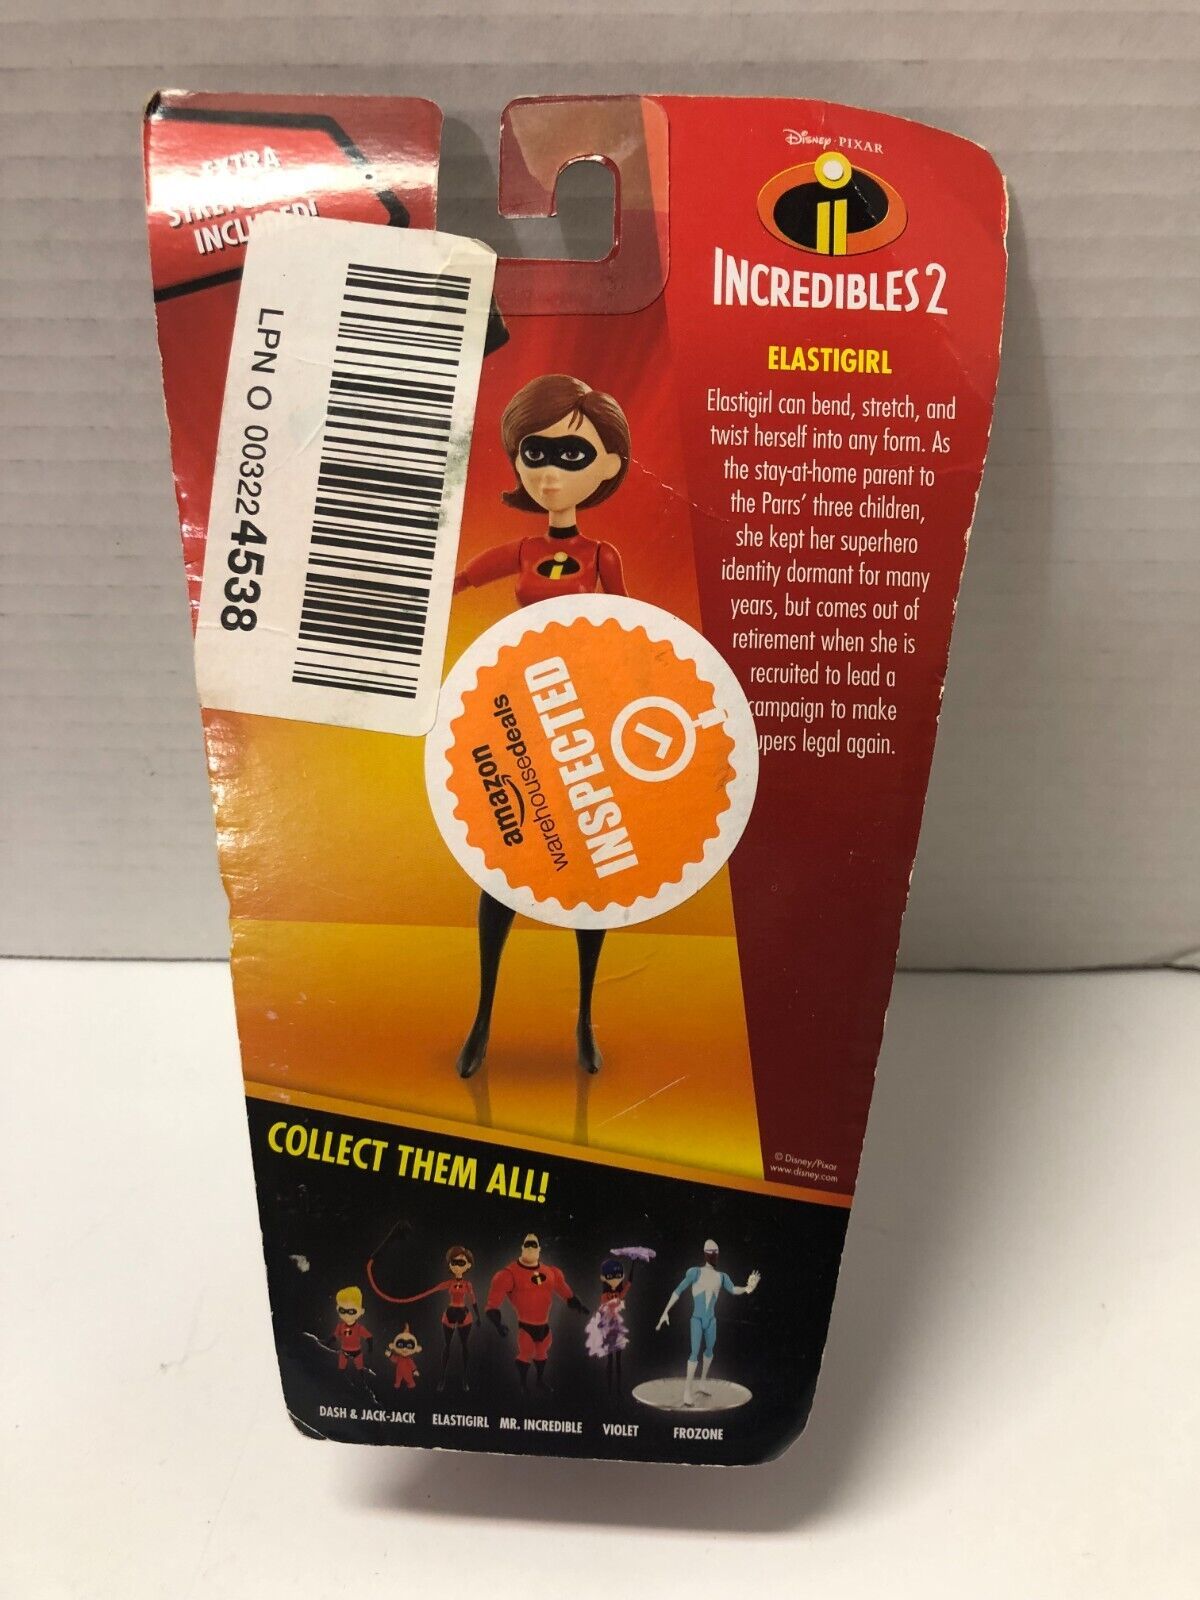 EXTRA
INCLUDED!
LPN O 003224538
Disney · PIXAR
INCREDIBLES 2
ELASTIGIRL
Elastigirl can bend, stretch, and
twist herself into any form. As
the stay-at-home parent to
the Parrs' three children,
she kept her superhero
identity dormant for many
years, but comes out of
retirement when she is
recruited to lead a
campaign to make
upers legal again.
amazon
warehousedeals
INSPECTED
© Disney/Pixar
www.disney.com
COLLECT THEM ALL!
DASH & JACK-JACK
ELASTIGIRL
MR. INCREDIBLE
VIOLET
FROZONE